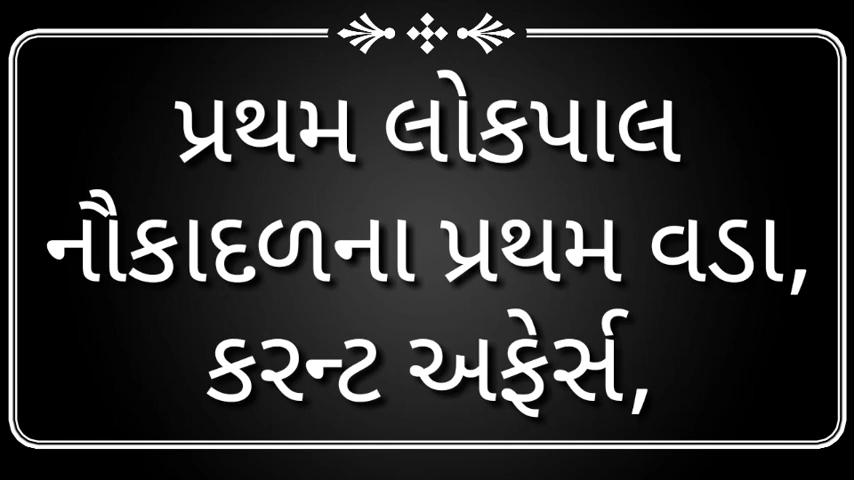 પ્રથમ લોકપાલ
નૌકાદળના પ્રથમ વડા,
કરન્ટ અફેર્સ,